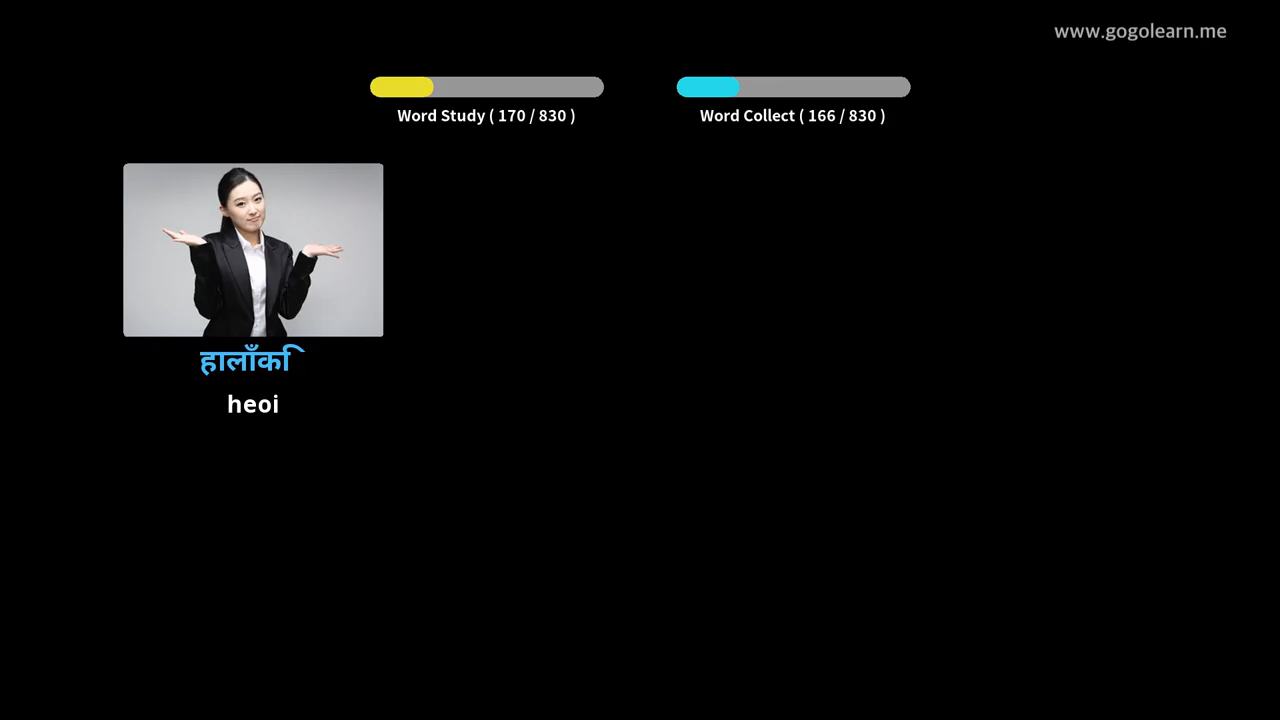 www.gogolearn.me
Word Study ( 170 / 830 )
Word Collect ( 166 / 830 )
हालाँकि
heoi